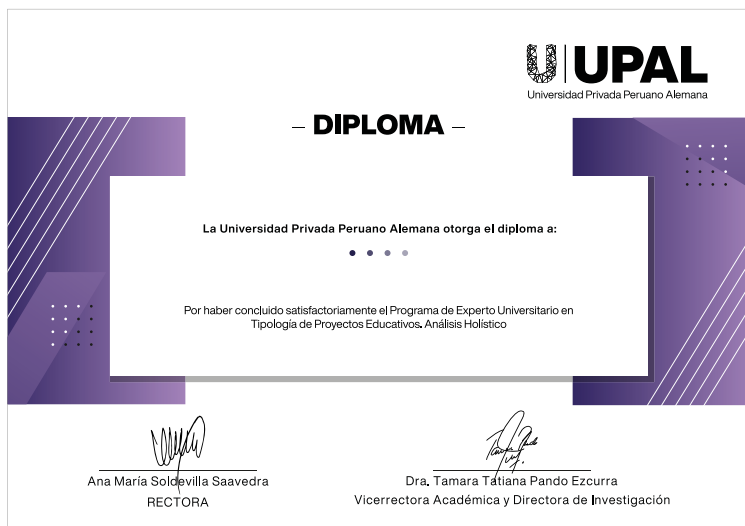 UPAL
Universidad Privada Peruano Alemana
– DIPLOMA –
La Universidad Privada Peruano Alemana otorga el diploma a:
Por haber concluido satisfactoriamente el Programa de Experto Universitario en
Tipología de Proyectos Educativos. Análisis Holístico
Ana María Soldevilla Saavedra
RECTORA
Dra. Tamara Tatiana Pando Ezcurra
Vicerrectora Académica y Directora de Investigación